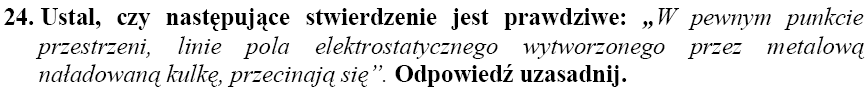 24. Ustal, czy następujące stwierdzenie jest prawdziwe: „W pewnym punkcie
przestrzeni, linie pola elektrostatycznego wytworzonego przez metalową
naładowaną kulkę, przecinają się”. Odpowiedź uzasadnij.